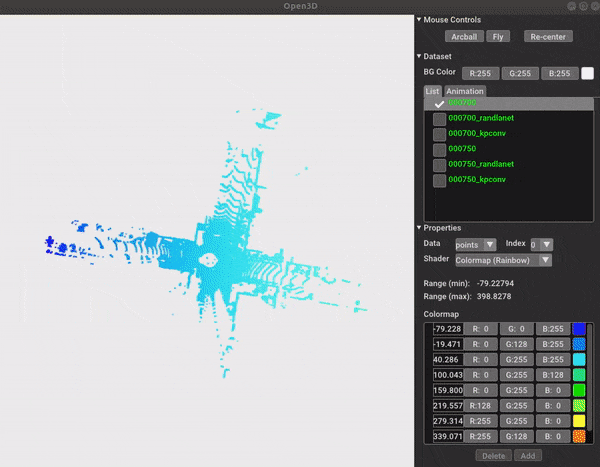 Open3D
Mouse Controls
Arcball Fly Re-center
Dataset
BG Color R:255 G:255 B:255
List Animation
000700
000700_randlanet
000700_kpconv
000750
000750_randlanet
000750_kpconv
Properties
Data points Index 0
Shader Colormap (Rainbow)
Range (min): -79.22794
Range (max): 398.8278
Colormap
-79.228 R: 0 G: 0 B:255
-19.471 R: 0 G:128 B:255
40.286 R: 0 G:255 B:255
100.043 R: 0 G:255 B:128
159.800 R: 0 G:255 B: 0
219.557 R:128 G:255 B: 0
279.314 R:255 G:255 B: 0
339.071 R:255 G:128 B: 0
Delete Add